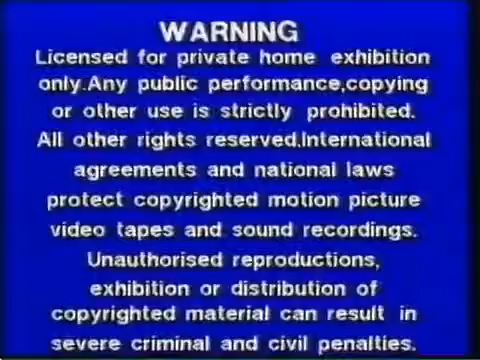 WARNING
Licensed for private home exhibition
only.Any public performance,copying
or other use is strictly prohibited.
All other rights reserved.International
agreements and national laws
protect copyrighted motion picture
video tapes and sound recordings.
Unauthorised reproductions,
exhibition or distribution of
copyrighted material can result in
severe criminal and civil penalties.